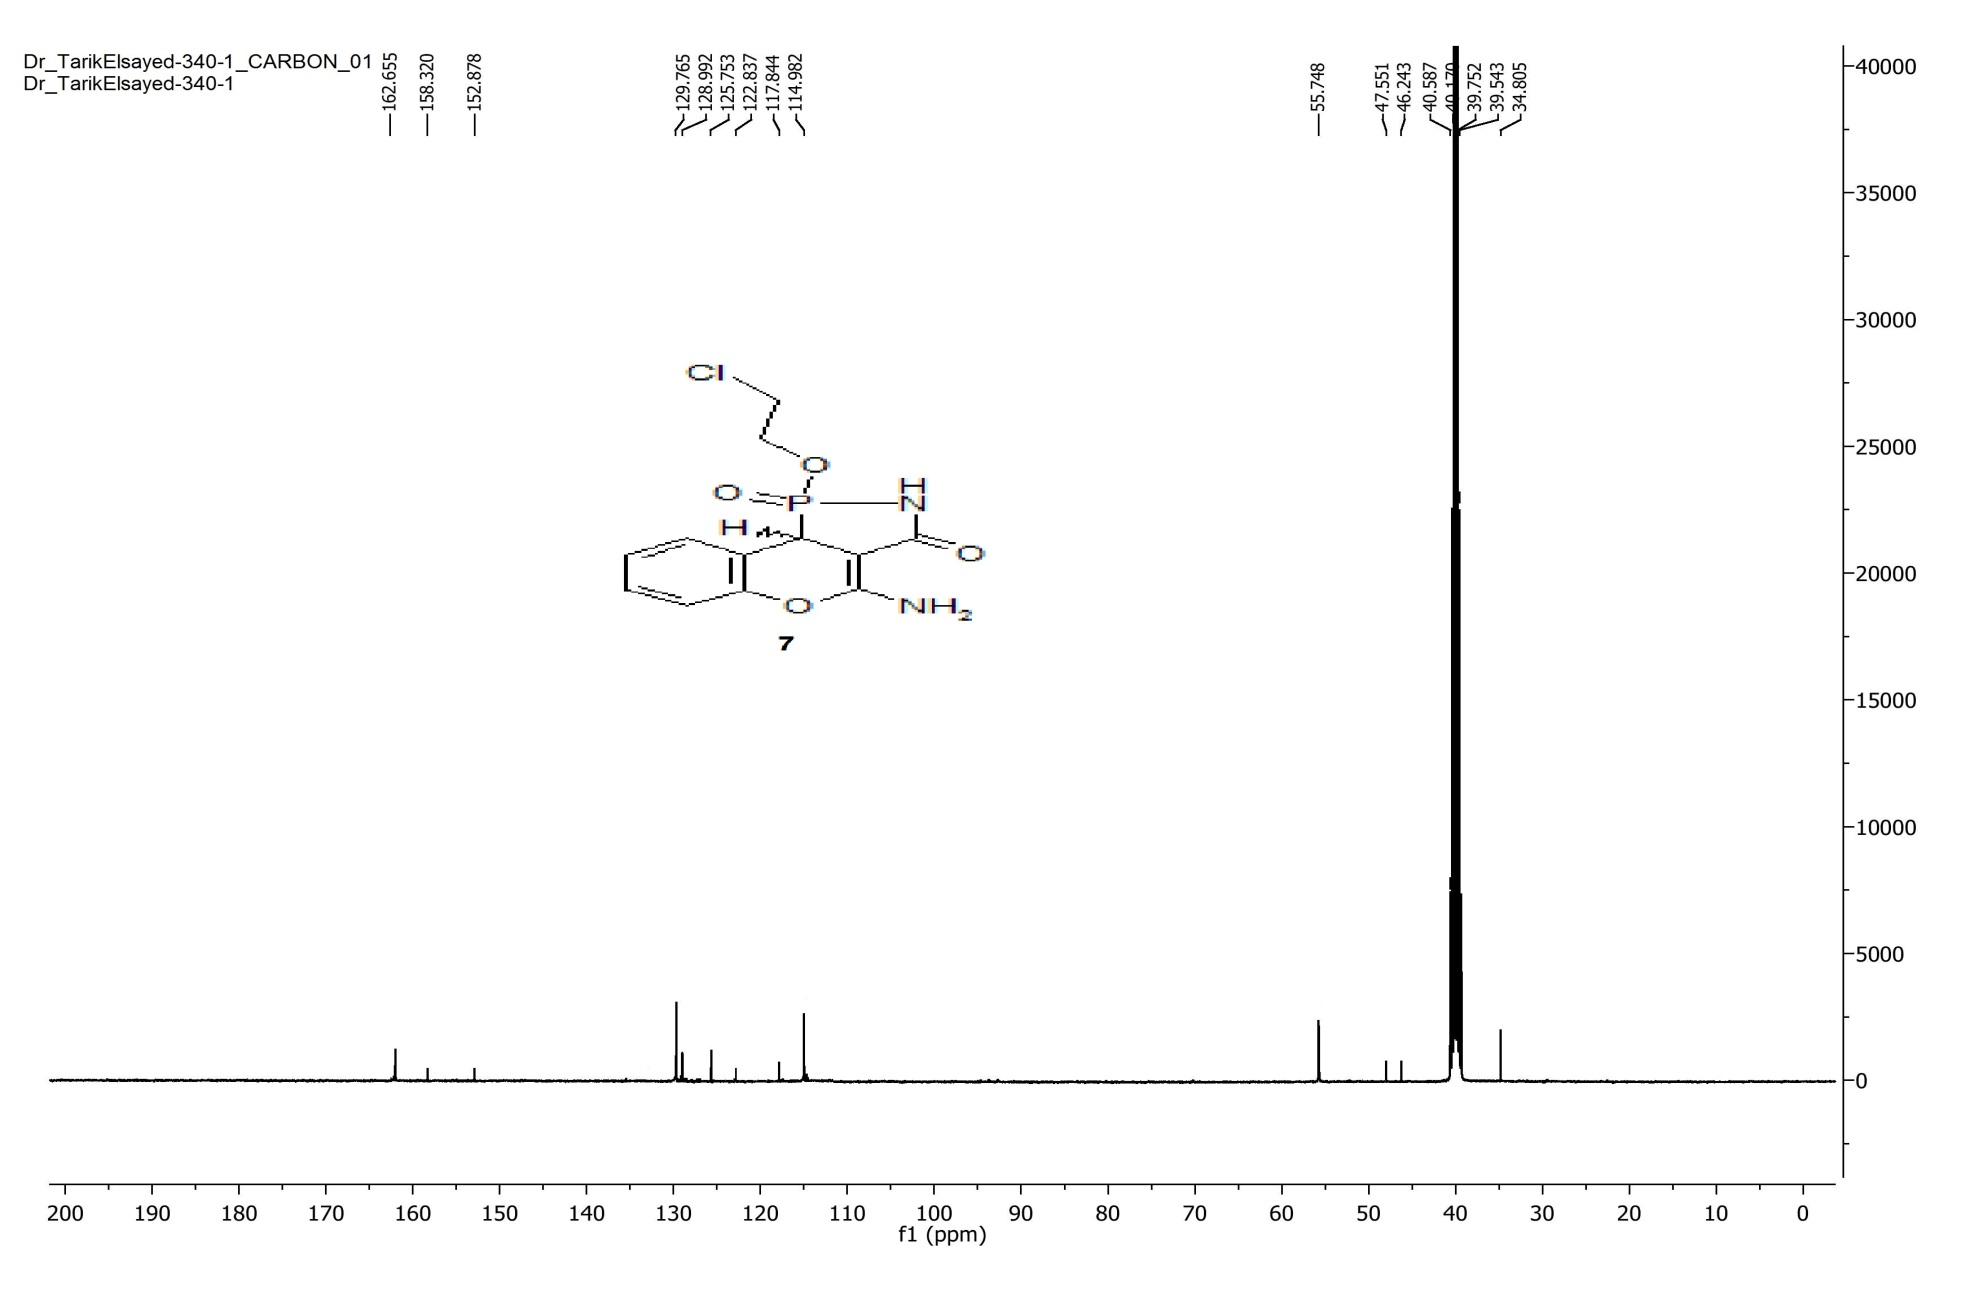 Dr_TarikElsayed-340-1_CARBON_01
Dr_TarikElsayed-340-1
162.655
158.320
152.878
129.765
128.992
125.753
122.837
117.844
114.982
55.748
47.551
46.243
40.587
40.170
39.752
39.543
34.805
40000
35000
30000
25000
20000
15000
10000
5000
0
Cl
O
O
P
H
N
H
O
O
NH2
7
200 190 180 170 160 150 140 130 120 110 100 90 80 70 60 50 40 30 20 10 0
f1 (ppm)